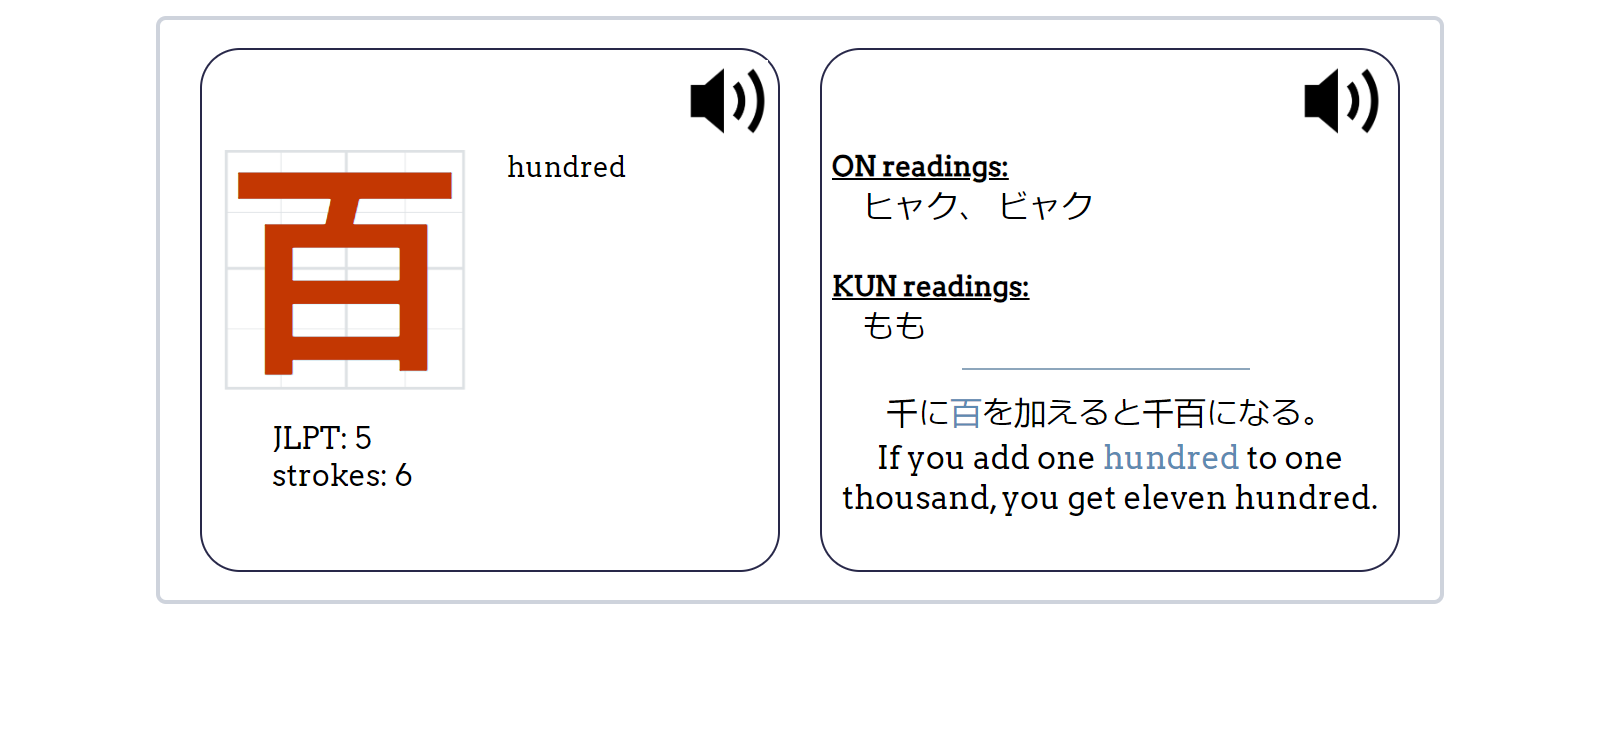 百
hundred
JLPT: 5
strokes: 6
ON readings:
ヒャク、 ビャク
KUN readings:
もも
千に百を加えると千百になる。
If you add one hundred to one
thousand, you get eleven hundred.